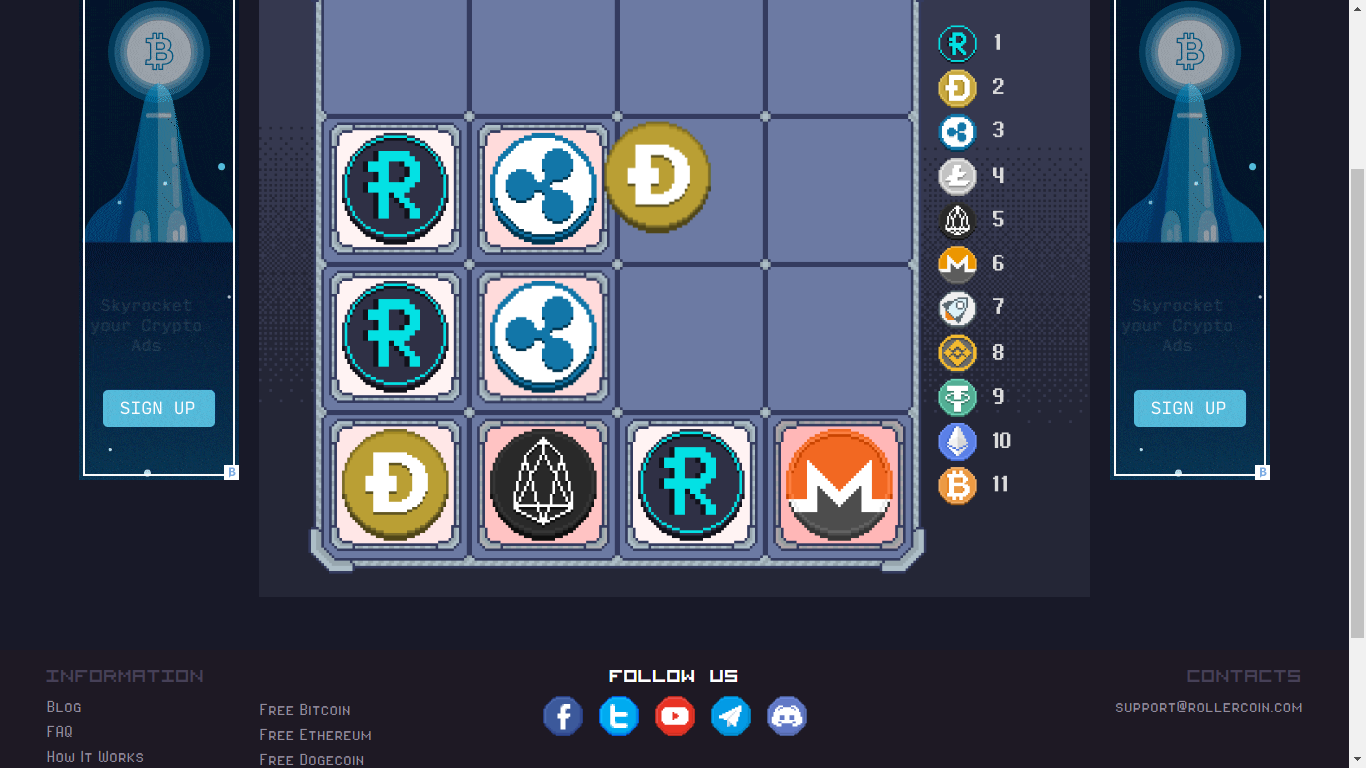 1
2
3
4
5
6
7
8
9
10
11
Skyrocket
your Crypto
Ads
SIGN UP
Skyrocket
your Crypto
Ads
SIGN UP
INFORMATION
Blog
FAQ
How It Works
Free Bitcoin
Free Ethereum
Free Dogecoin
FOLLOW US
CONTACTS
support@rollercoin.com